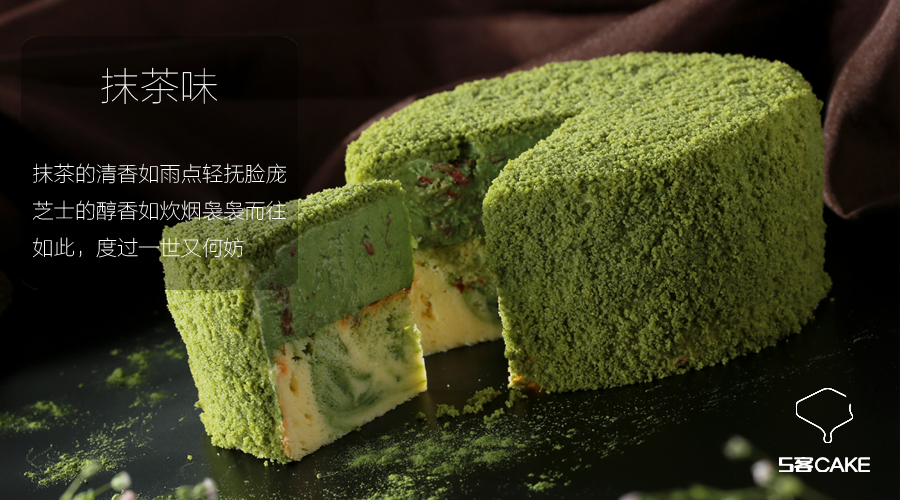 抹茶味
抹茶的清香如雨点轻抚脸庞
芝士的醇香如炊烟袅袅而往
如此，度过一世又何妨
5客CAKE